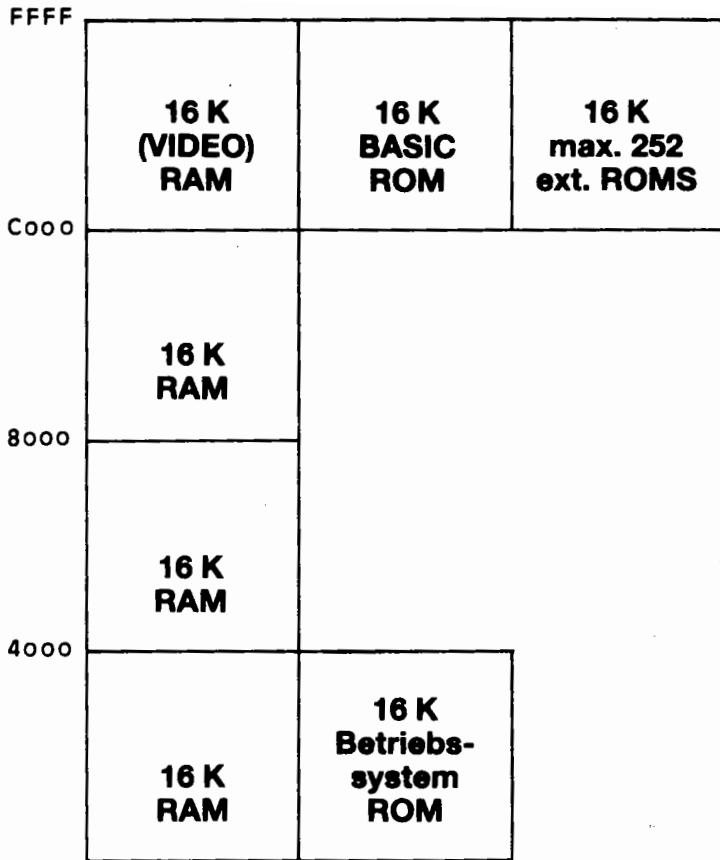 FFFF
16 K
(VIDEO)
RAM
16 K
BASIC
ROM
16 K
max. 252
ext. ROMS
C000
16 K
RAM
8000
16 K
RAM
4000
16 K
RAM
16 K
Betriebs-
system
ROM